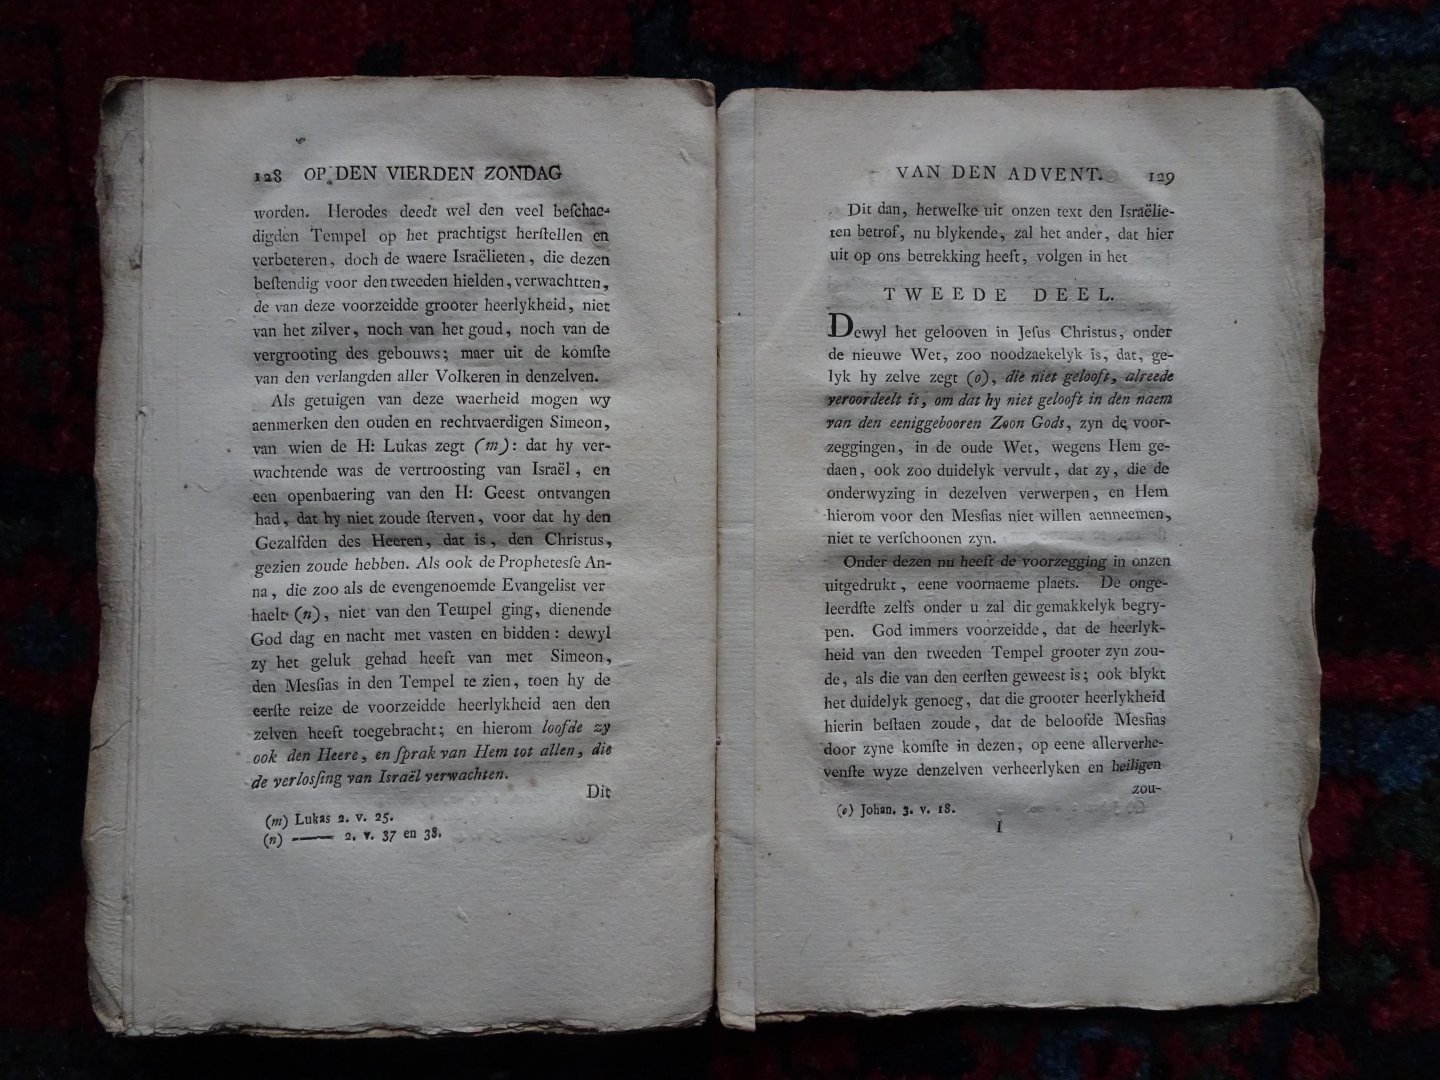 128 OP DEN VIERDEN ZONDAG
worden. Herodes deedt wel den veel beſchae-
digden Tempel op het prachtigst herſtellen en
verbeteren, doch de waere Israëlieten, die dezen
beſtendig voor den tweeden hielden, verwachtten,
de van deze voorzeidde grooter heerlykheid, niet
van het zilver, noch van het goud, noch van de
vergrooting des gebouws; maer uit de komſte
van den verlangden aller Volkeren in denzelven.
Als getuigen van deze waerheid mogen wy
aenmerken den ouden en rechtvaerdigen Simeon,
van wien de H: Lukas zegt (m): dat hy ver-
wachtende was de vertroosting van Israël, en
een openbaering van den H: Geest ontvangen
had, dat hy niet zoude ſterven, voor dat hy den
Gezalfden des Heeren, dat is, den Christus,
gezien zoude hebben. Als ook de Prophetesſe An-
na, die zoo als de evengenoemde Evangelist ver
haelt (n), niet van den Tempel ging, dienende
God dag en nacht met vasten en bidden: dewyl
zy het geluk gehad heeft van met Simeon,
den Mesſias in den Tempel te zien, toen hy de
eerſte reize de voorzeidde heerlykheid aen den
zelven heeft toegebracht; en hierom loofde zy
ook den Heere, en ſprak van Hem tot allen, die
de verlosſing van Israël verwachten.
Dit
(m) Lukas 2. v. 25.
(n) —— 2. v. 37 en 38.
VAN DEN ADVENT. 129
Dit dan, hetwelke uit onzen text den Israëlie-
ten betrof, nu blykende, zal het ander, dat hier
uit op ons betrekking heeft, volgen in het
TWEEDE DEEL.
Dewyl het gelooven in Jeſus Christus, onder
de nieuwe Wet, zoo noodzaekelyk is, dat, ge-
lyk hy zelve zegt (o), die niet gelooft, alreede
veroordeelt is, om dat hy niet gelooft in den naem
van den eeniggebooren Zoon Gods, zyn de voor-
zeggingen, in de oude Wet, wegens Hem ge-
daen, ook zoo duidelyk vervult, dat zy, die de
onderwyzing in dezelven verwerpen, en Hem
hierom voor den Mesſias niet willen aenneemen,
niet te verſchoonen zyn.
Onder dezen nu heeft de voorzegging in onzen
uitgedrukt, eene voornaeme plaets. De onge-
leerdſte zelfs onder u zal dit gemakkelyk begry-
pen. God immers voorzeidde, dat de heerlyk-
heid van den tweeden Tempel grooter zyn zou-
de, als die van den eerſten geweest is; ook blykt
het duidelyk genoeg, dat die grooter heerlykheid
hierin beſtaen zoude, dat de beloofde Mesſias
door zyne komſte in dezen, op eene allerverhe-
venſte wyze denzelven verheerlyken en heiligen
zou-
(o) Johan. 3. v. 18.
I